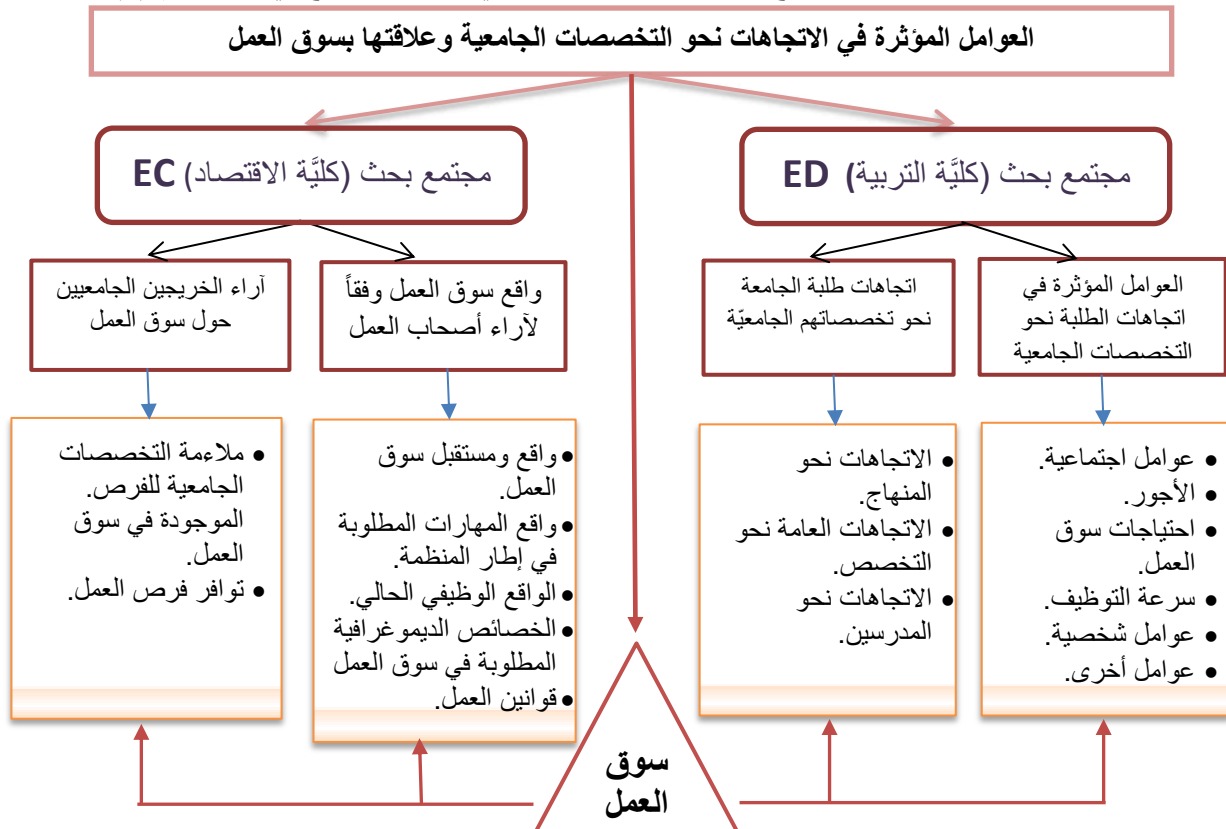 العوامل المؤثرة في الاتجاهات نحو التخصصات الجامعية وعلاقتها بسوق العمل
مجتمع بحث (كليَّة التربية) ED
مجتمع بحث (كليَّة الاقتصاد) EC
العوامل المؤثرة في
اتجاهات الطلبة نحو
التخصصات الجامعية
اتجاهات طلبة الجامعة
نحو تخصصاتهم الجامعيّة
واقع سوق العمل وفقاً
لآراء أصحاب العمل
آراء الخريجين الجامعيين
حول سوق العمل
• عوامل اجتماعية.
• الأجور.
• احتياجات سوق
العمل.
• سرعة التوظيف.
• عوامل شخصية.
• عوامل أخرى.
• الاتجاهات نحو
المنهاج.
• الاتجاهات العامة نحو
التخصص.
• الاتجاهات نحو
المدرسين.
• واقع ومستقبل سوق
العمل.
• واقع المهارات المطلوبة
في إطار المنظمة.
• الواقع الوظيفي الحالي.
• الخصائص الديموغرافية
المطلوبة في سوق العمل
• قوانين العمل.
• ملاءمة التخصصات
الجامعية للفرص.
الموجودة في سوق
العمل.
• توافر فرص العمل.
سوق
العمل